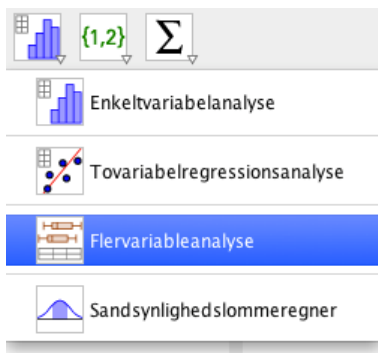 {1,2} Σ
Enkeltvariabelanalyse
Tovariabelregressionsanalyse
Flervariableanalyse
Sandsynlighedslommeregner